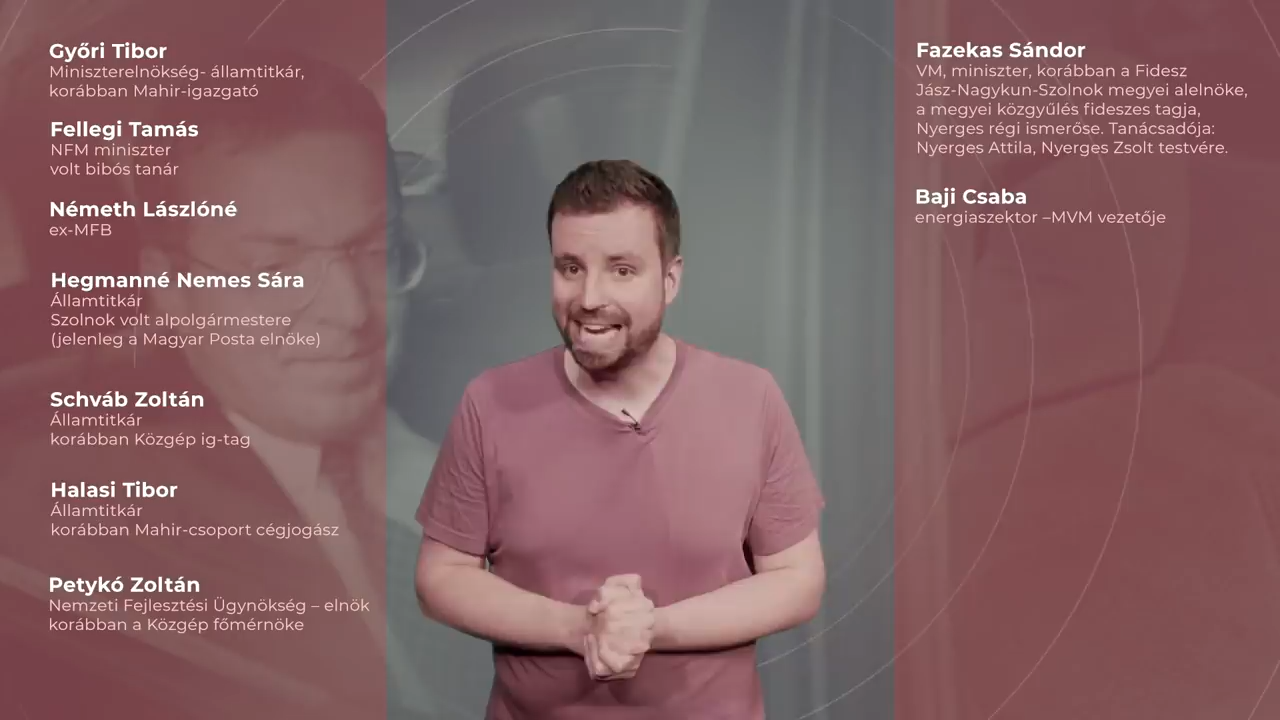 Győri Tibor
Miniszterelnökség- államtitkár,
korábban Mahir-igazgató
Fellegi Tamás
NFM miniszter
volt bibós tanár
Németh Lászlóné
ex-MFB
Hegmanné Nemes Sára
Államtitkár
Szolnok volt alpolgármestere
(jelenleg a Magyar Posta elnöke)
Schváb Zoltán
Államtitkár
korábban Közgép ig-tag
Halasi Tibor
Államtitkár
korábban Mahir-csoport cégjogász
Petykó Zoltán
Nemzeti Fejlesztési Ügynökség – elnök
korábban a Közgép főmérnöke
Fazekas Sándor
VM, miniszter, korábban a Fidesz
Jász-Nagykun-Szolnok megyei alelnöke,
a megyei közgyűlés fideszes tagja,
Nyerges régi ismerőse. Tanácsadója:
Nyerges Attila, Nyerges Zsolt testvére.
Baji Csaba
energiaszektor –MVM vezetője